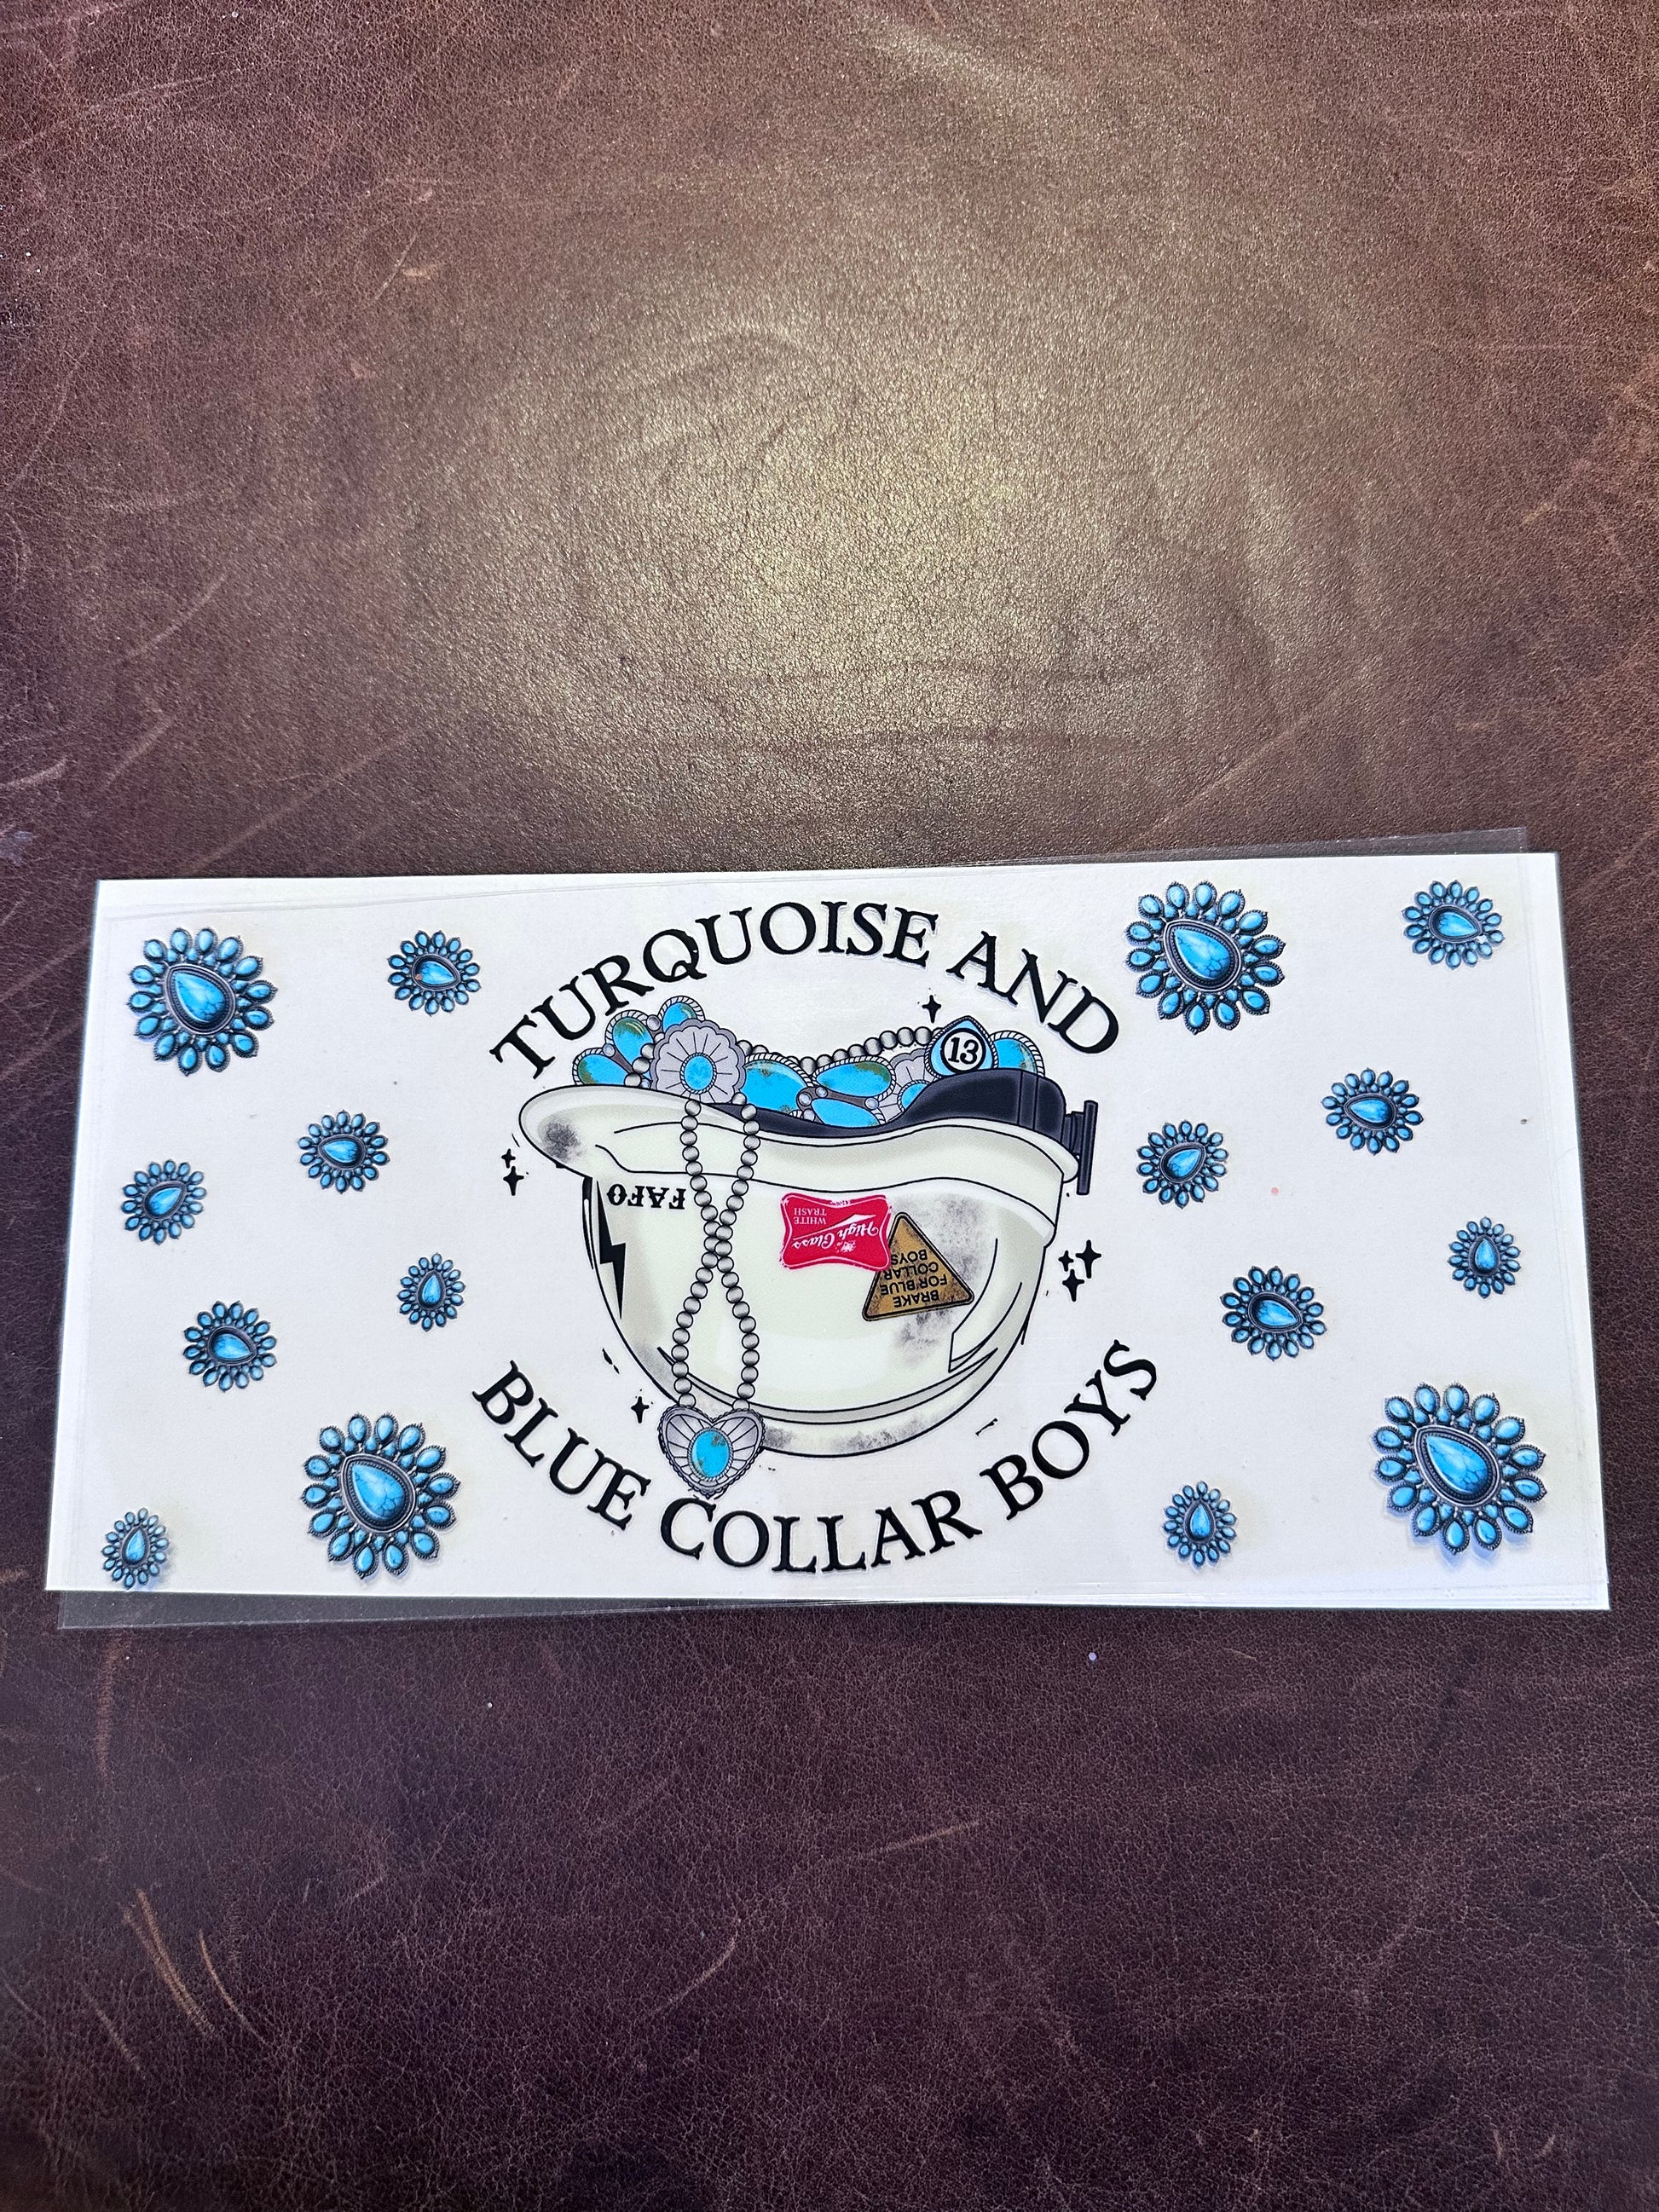 TURQUOISE AND
13
FAFO
High Class
WHITE
TRASH
BRAKE
FOR BLUE
COLLAR
BOYS
BLUE COLLAR BOYS